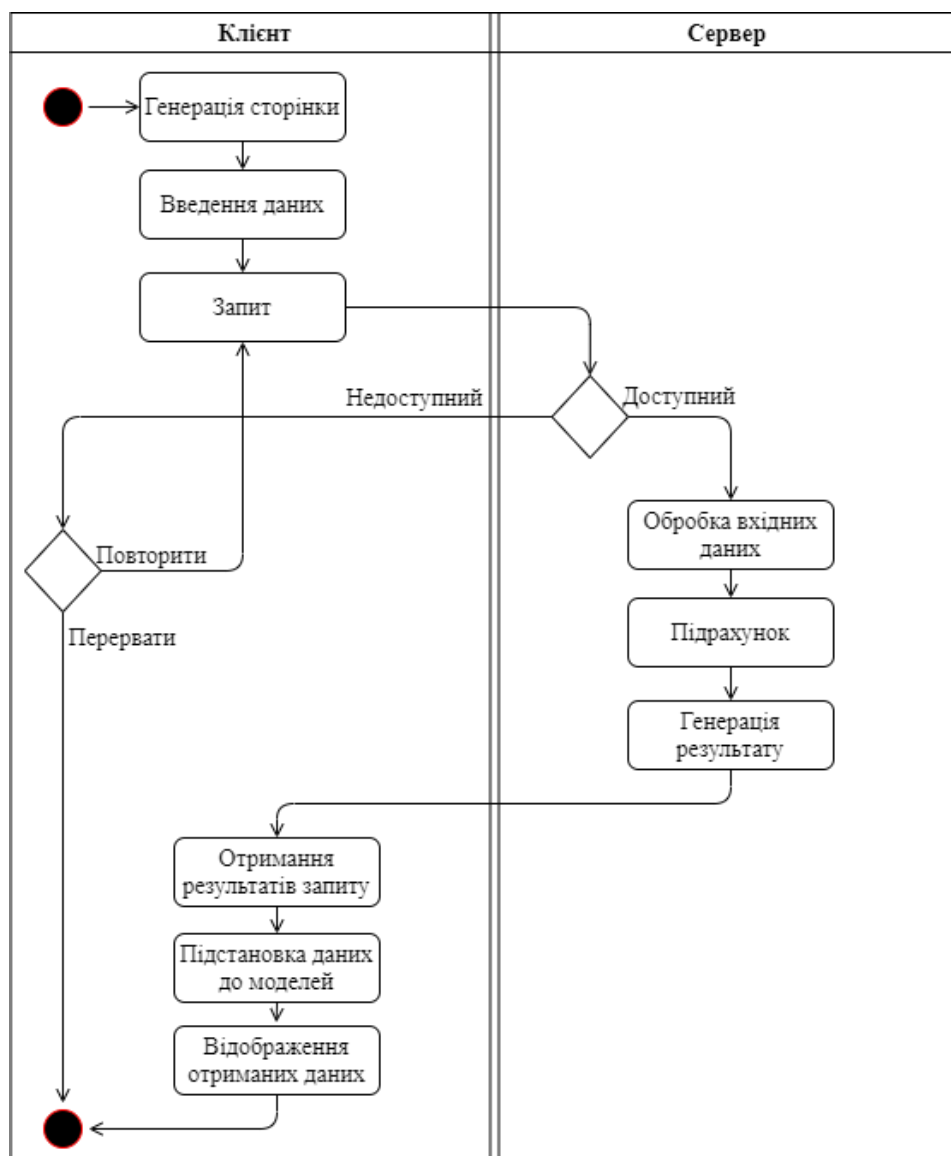 Клієнт
Сервер
Генерація сторінки
Введення даних
Запит
Недоступний
Доступний
Обробка вхідних
даних
Повторити
Перервати
Підрахунок
Генерація
результату
Отримання
результатів запиту
Підстановка даних
до моделей
Відображення
отриманих даних